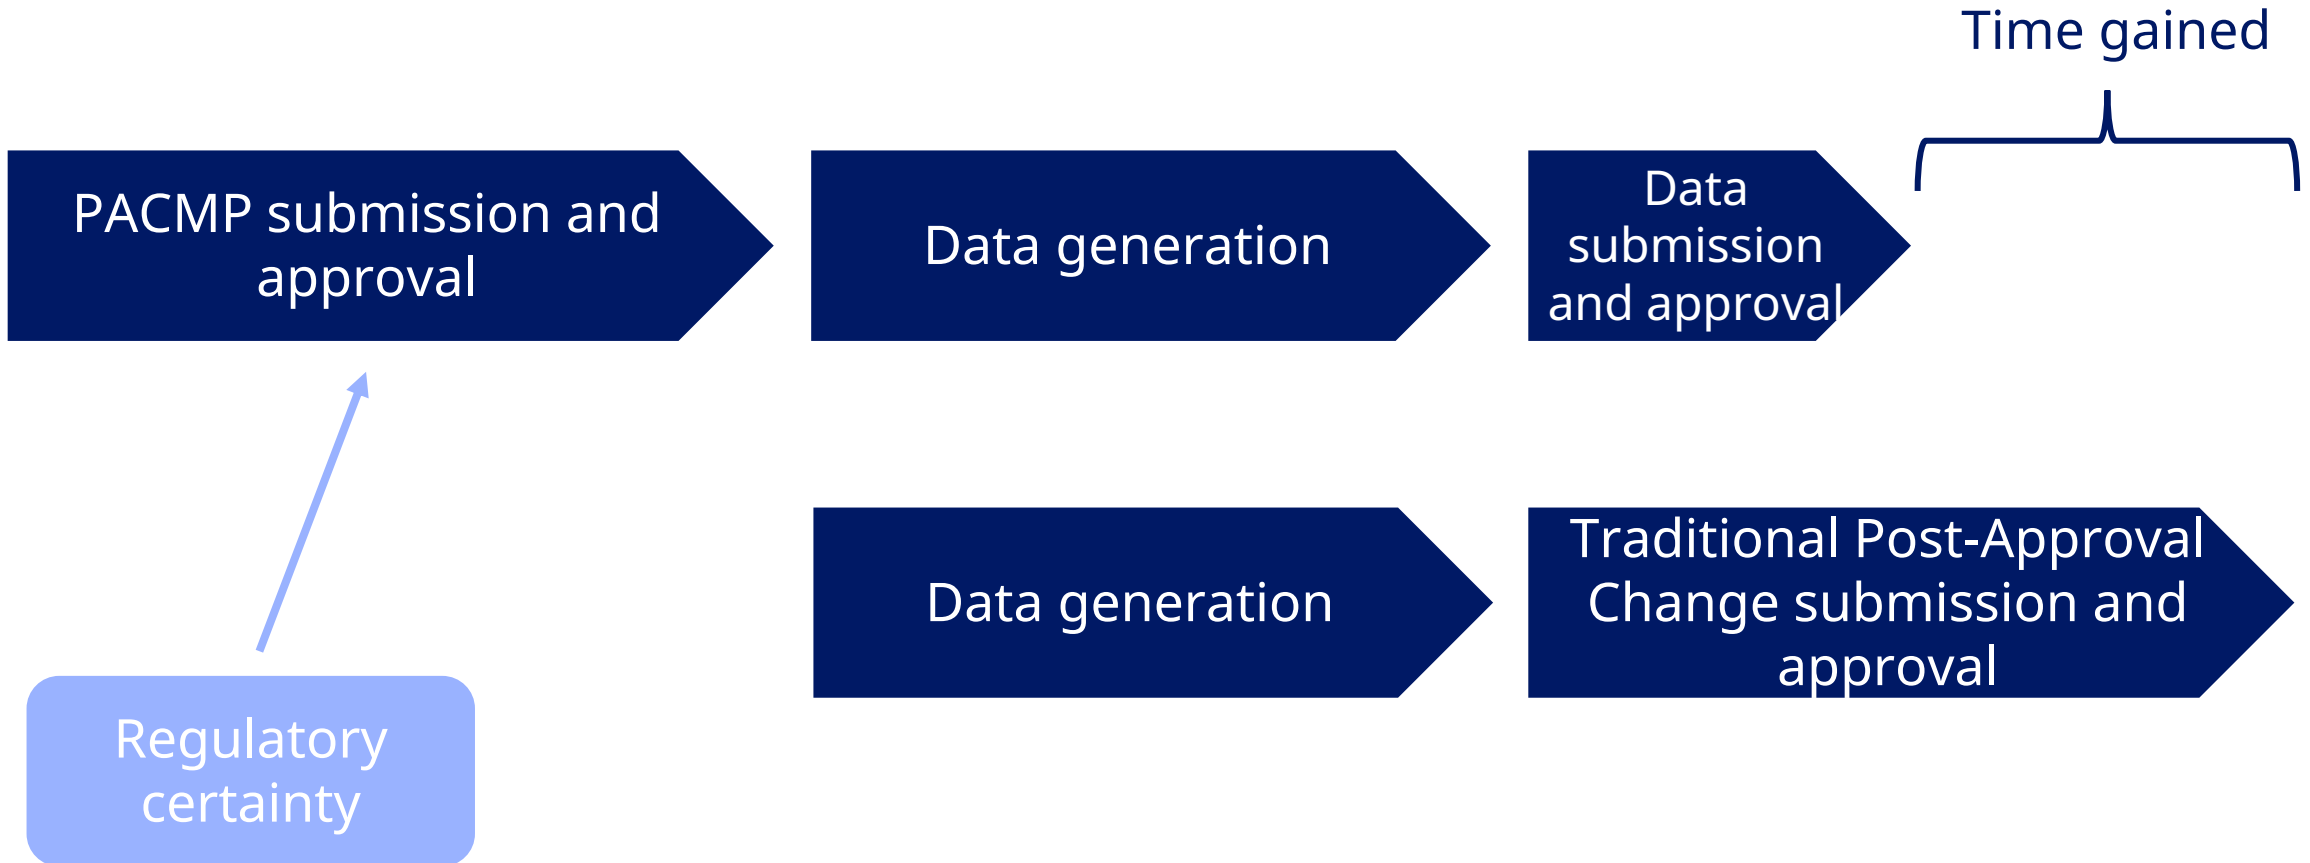 Time gained
PACMP submission and
approval
Data generation
Data
submission
and approval
Data generation
Traditional Post-Approval
Change submission and
approval
Regulatory
certainty